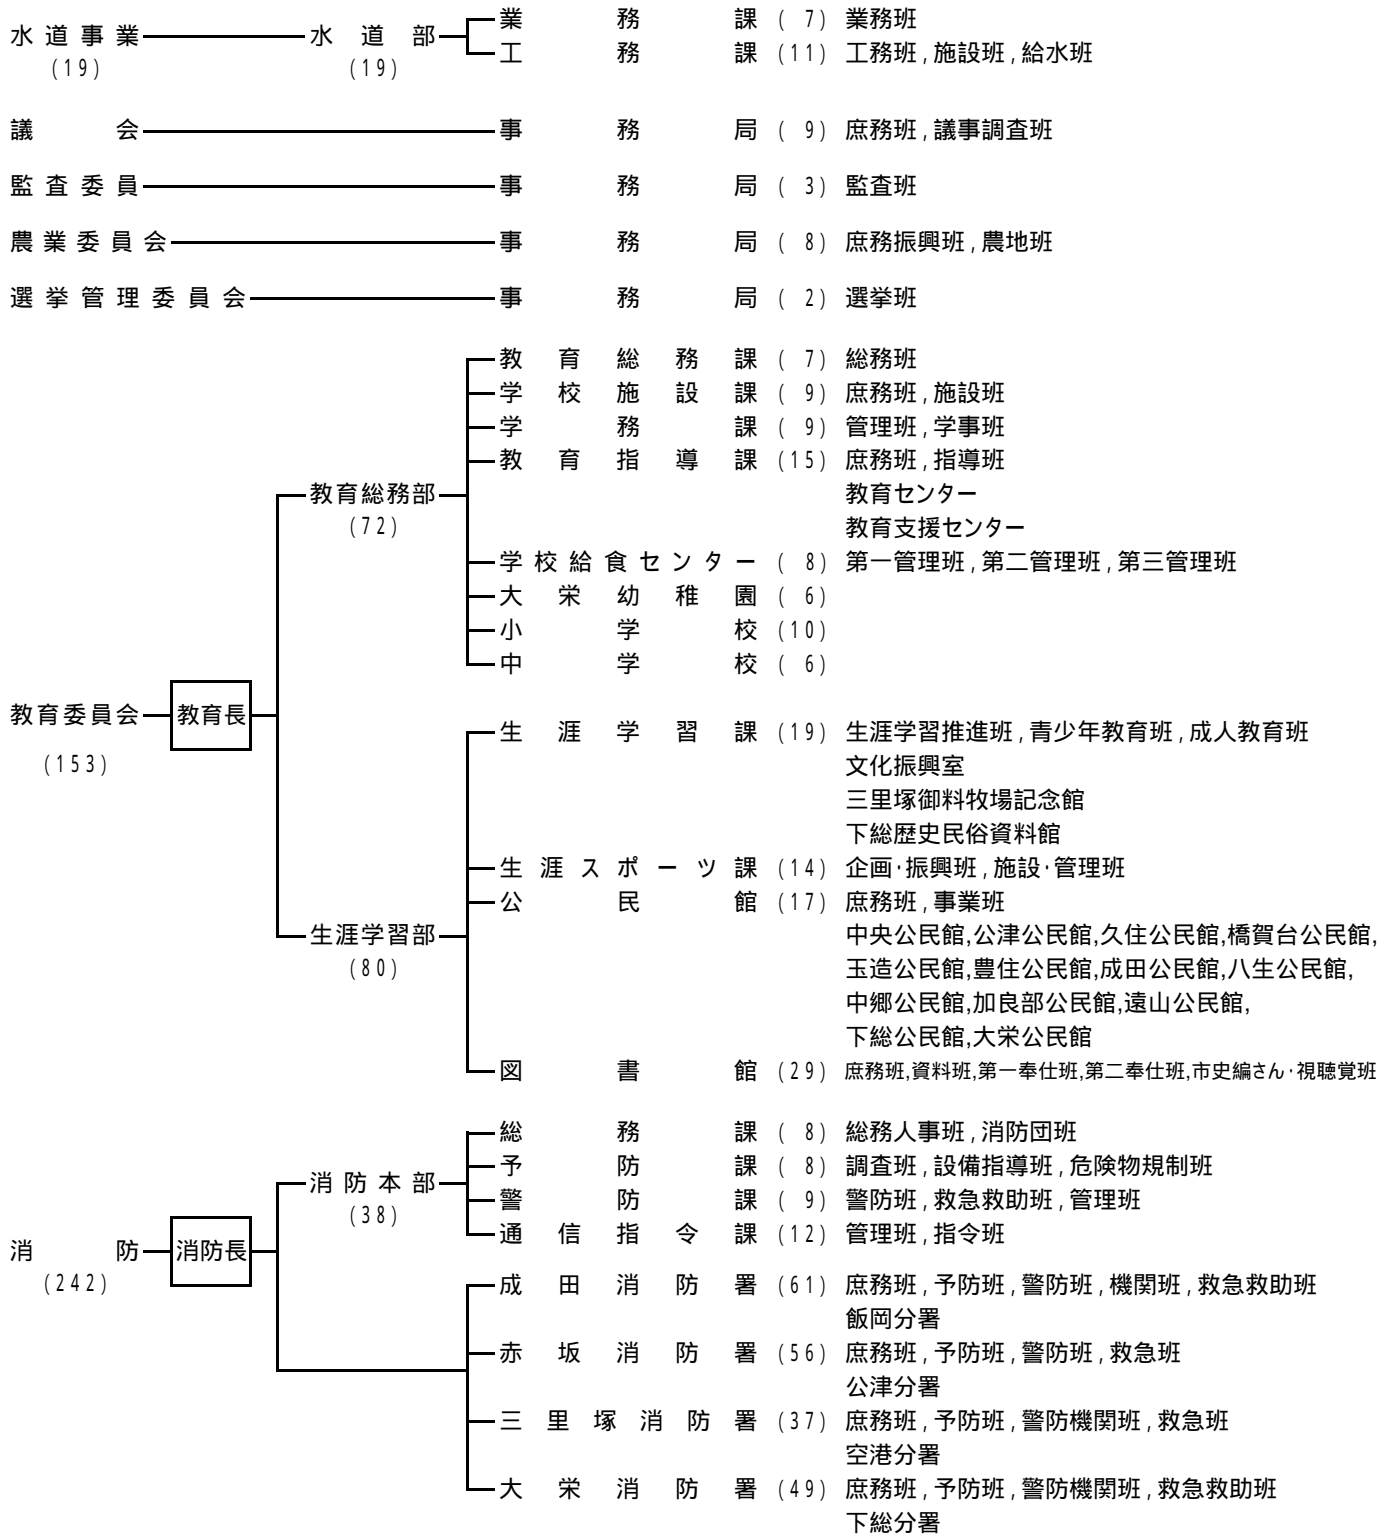 水道事業 水道部 業務課 ( 7) 業務班
(19) (19) 工務課 (11) 工務班,施設班,給水班
議会 事務局 ( 9) 庶務班,議事調査班
監査委員 事務局 ( 3) 監査班
農業委員会 事務局 ( 8) 庶務振興班,農地班
選挙管理委員会 事務局 ( 2) 選挙班
教育総務課 ( 7) 総務班
学校施設課 ( 9) 庶務班,施設班
学務課 ( 9) 管理班,学事班
教育指導課 (15) 庶務班,指導班
教育総務部 教育センター
(72) 教育支援センター
学校給食センター ( 8) 第一管理班,第二管理班,第三管理班
大栄幼稚園 ( 6)
小学校 (10)
中学校 ( 6)
教育委員会 教育長
(153)
生涯学習課 (19) 生涯学習推進班,青少年教育班,成人教育班
文化振興室
三里塚御料牧場記念館
下総歴史民俗資料館
生涯スポーツ課 (14) 企画・振興班,施設・管理班
公民館 (17) 庶務班,事業班
生涯学習部 中央公民館,公津公民館,久住公民館,橋賀台公民館,
(80) 玉造公民館,豊住公民館,成田公民館,八生公民館,
中郷公民館,加良部公民館,遠山公民館,
下総公民館,大栄公民館
図書館 (29) 庶務班,資料班,第一奉仕班,第二奉仕班,市史編さん・視聴覚班
総務課 ( 8) 総務人事班,消防団班
消防本部 予防課 ( 8) 調査班,設備指導班,危険物規制班
(38) 警防課 ( 9) 警防班,救急救助班,管理班
通信指令課 (12) 管理班,指令班
消防 消防長
(242)
成田消防署 (61) 庶務班,予防班,警防班,機関班,救急救助班
飯岡分署
赤坂消防署 (56) 庶務班,予防班,警防班,救急班
公津分署
三里塚消防署 (37) 庶務班,予防班,警防機関班,救急班
空港分署
大栄消防署 (49) 庶務班,予防班,警防機関班,救急救助班
下総分署